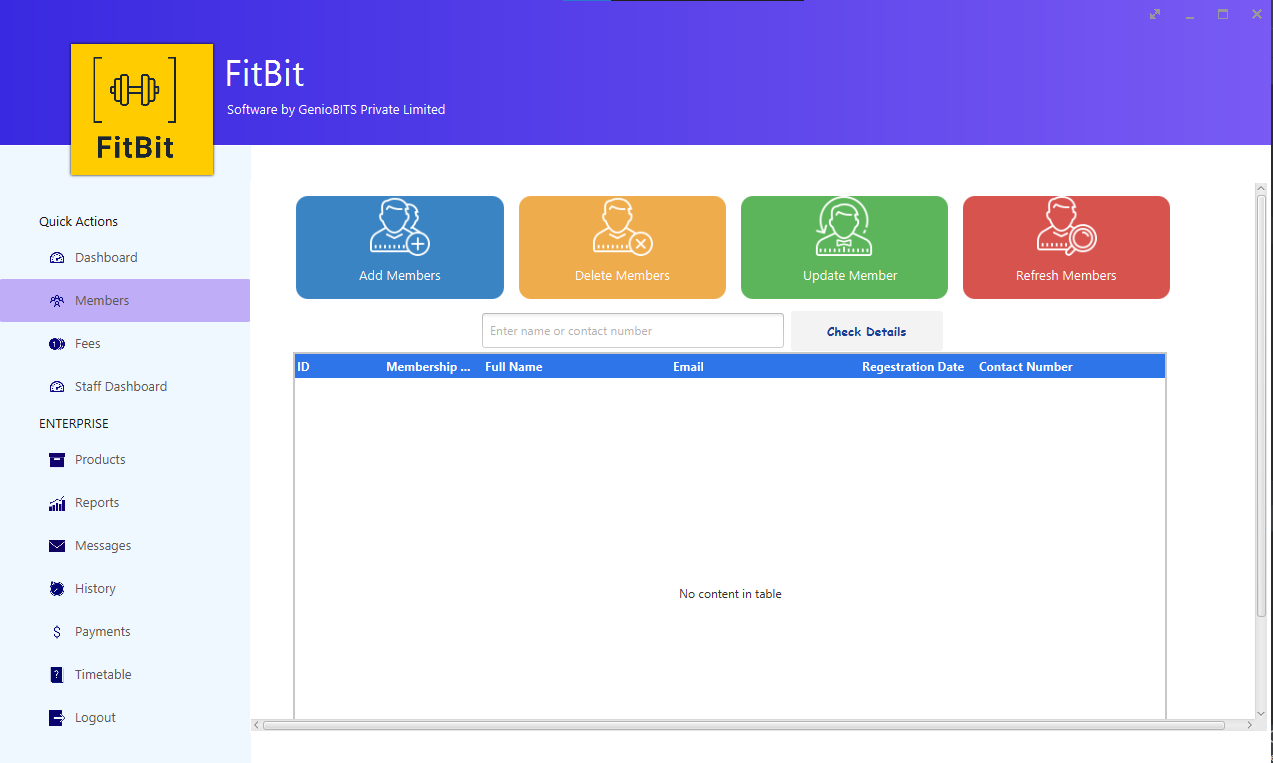 FitBit
FitBit
Software by GenioBITS Private Limited
Quick Actions
Dashboard
Members
Fees
Staff Dashboard
ENTERPRISE
Products
Reports
Messages
History
Payments
Timetable
Logout
Add Members
Delete Members
Update Member
Refresh Members
Enter name or contact number
Check Details
ID Membership ... Full Name Email Regestration Date Contact Number
No content in table